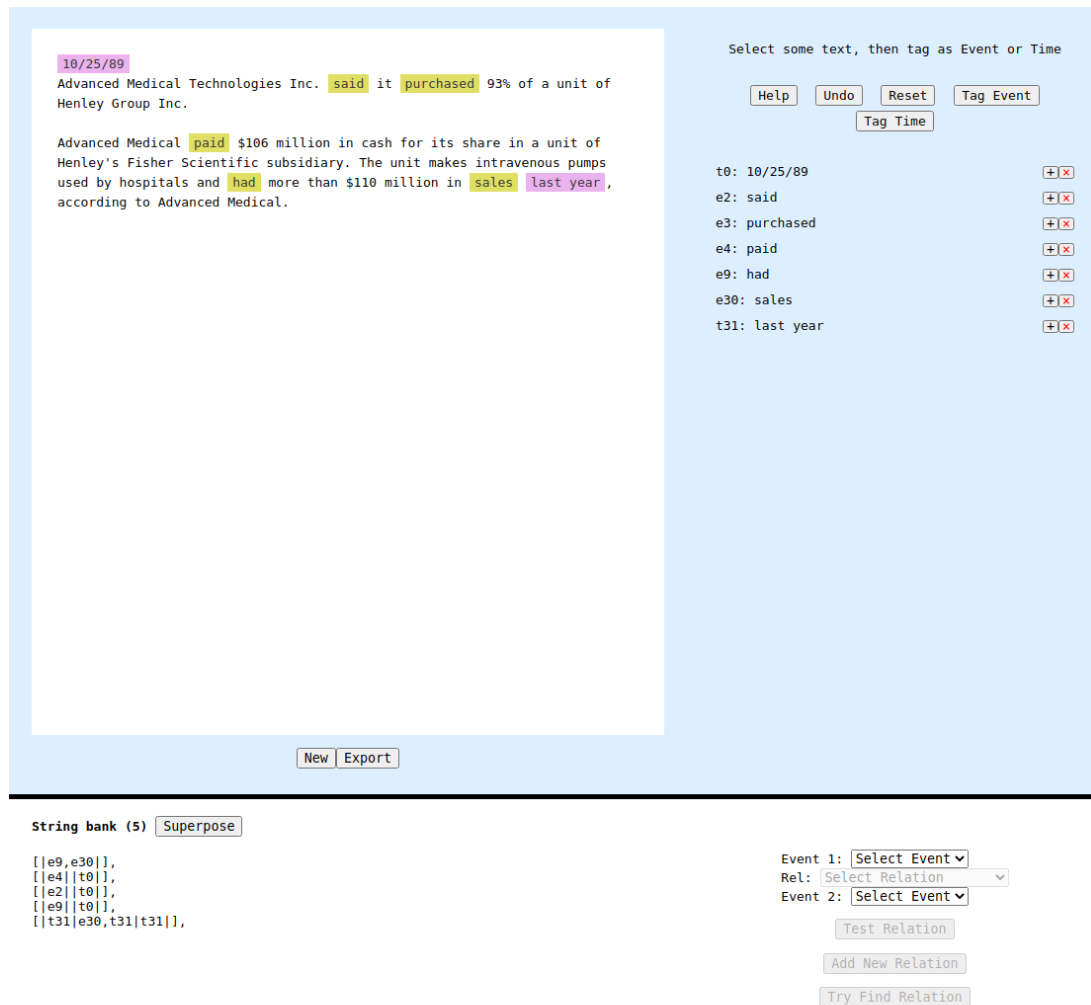 10/25/89
Advanced Medical Technologies Inc. said it purchased 93% of a unit of
Henley Group Inc.
Advanced Medical paid $106 million in cash for its share in a unit of
Henley's Fisher Scientific subsidiary. The unit makes intravenous pumps
used by hospitals and had more than $110 million in sales last year,
according to Advanced Medical.
New Export
Select some text, then tag as Event or Time
Help Undo Reset Tag Event
Tag Time
t0: 10/25/89 + ×
e2: said + ×
e3: purchased + ×
e4: paid + ×
e9: had + ×
e30: sales + ×
t31: last year + ×
String bank (5) Superpose
[|e9,e30|],
[|e4||t0|],
[|e2||t0|],
[|e9||t0|],
[|t31|e30,t31|t31|],
Event 1: Select Event
Rel: Select Relation
Event 2: Select Event
Test Relation
Add New Relation
Try Find Relation